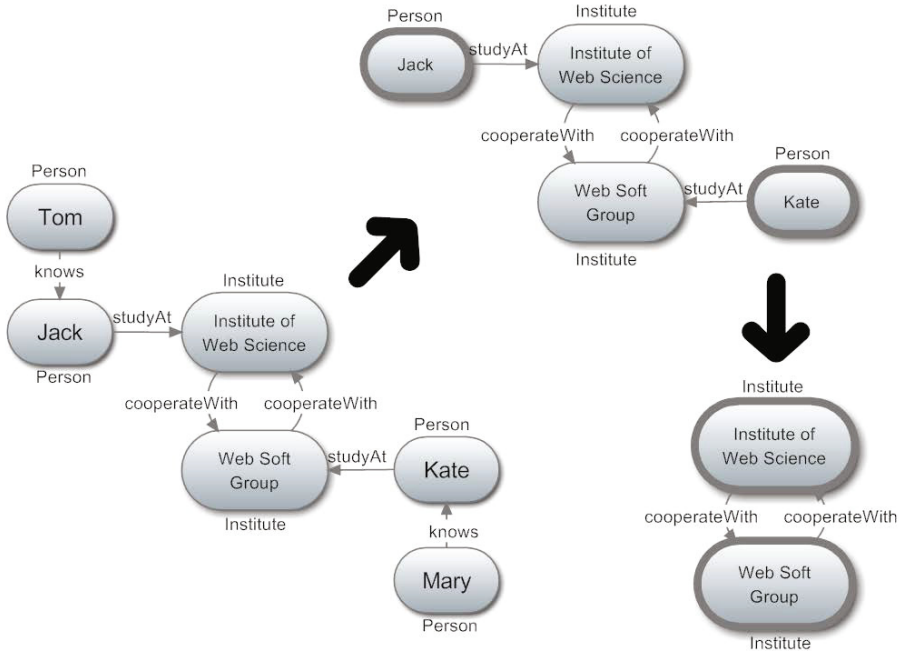 Person
Jack
studyAt
Institute
Institute of
Web Science
cooperateWith
cooperateWith
Person
Web Soft
Group
studyAt
Kate
Institute
Person
Tom
knows
Jack
Person
studyAt
Institute
Institute of
Web Science
cooperateWith
cooperateWith
Web Soft
Group
Institute
studyAt
Person
Kate
knows
Mary
Person
Institute
Institute of
Web Science
cooperateWith
cooperateWith
Web Soft
Group
Institute